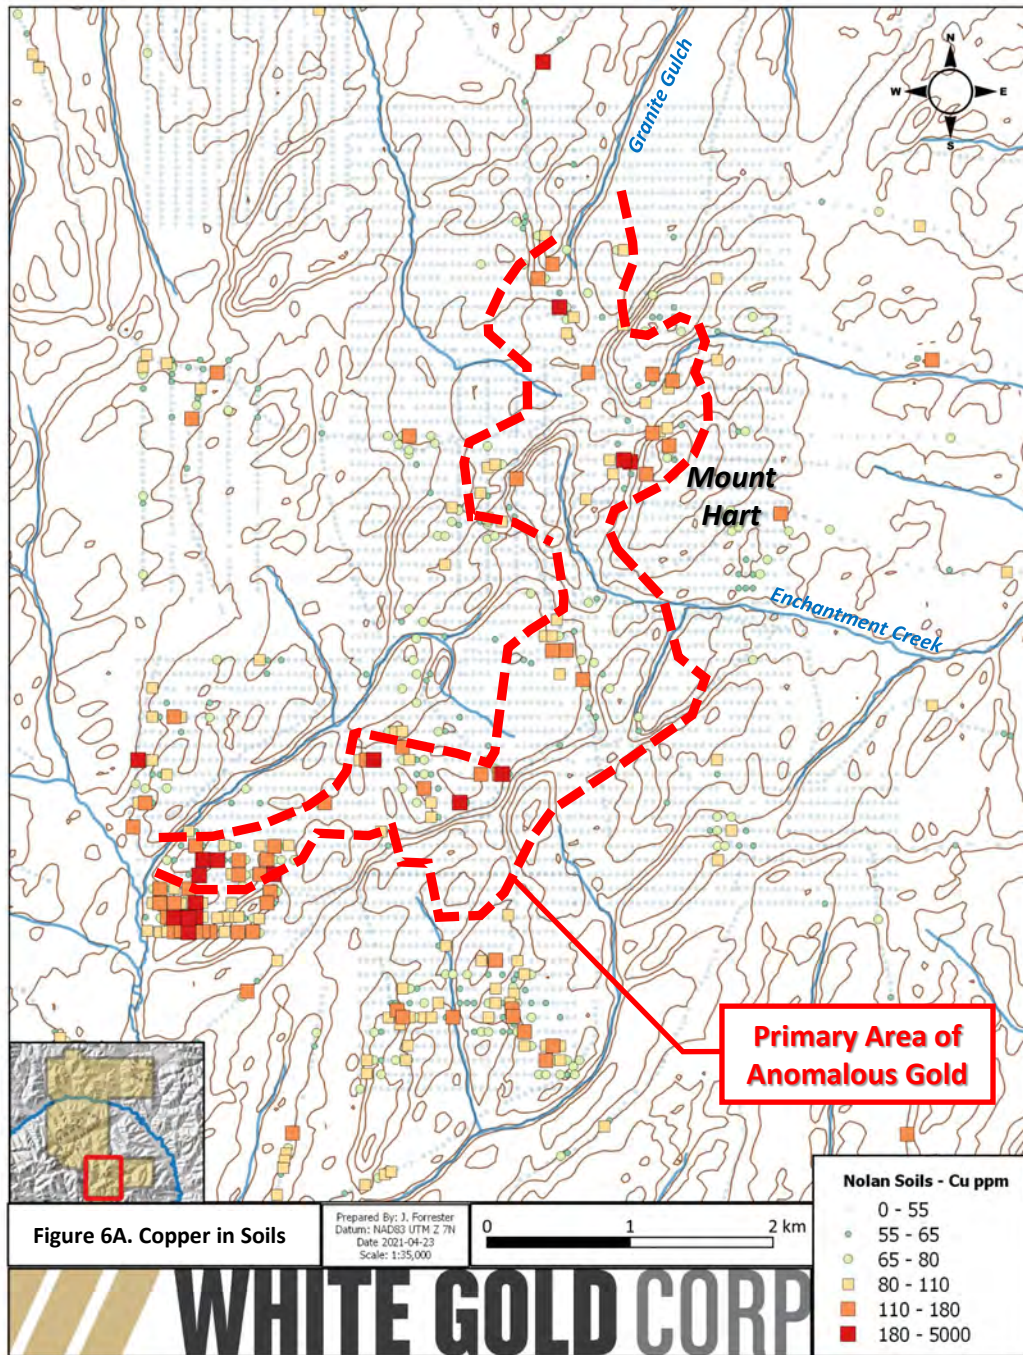 Granite Gulch
N
W E
S
Mount
Hart
Enchantment Creek
Primary Area of
Anomalous Gold
Nolan Soils - Cu ppm
0 - 55
55 - 65
65 - 80
80 - 110
110 - 180
180 - 5000
Figure 6A. Copper in Soils
Prepared By: J. Forrester
Datum: NAD83 UTM Z 7N
Date 2021-04-23
Scale: 1:35,000
0 1 2 km
WHITE GOLD CORP